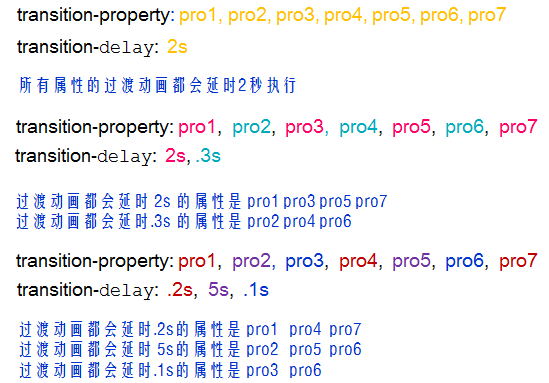 transition-property: pro1, pro2, pro3, pro4, pro5, pro6, pro7
transition-delay: 2s
所有属性的过渡动画都会延时2秒执行
transition-property: pro1, pro2, pro3, pro4, pro5, pro6, pro7
transition-delay: 2s, .3s
过渡动画都会延时 2s 的属性是 pro1 pro3 pro5 pro7
过渡动画都会延时.3s 的属性是 pro2 pro4 pro6
transition-property: pro1, pro2, pro3, pro4, pro5, pro6, pro7
transition-delay: .2s, 5s, .1s
过渡动画都会延时.2s的属性是 pro1 pro4 pro7
过渡动画都会延时 5s的属性是 pro2 pro5 pro6
过渡动画都会延时.1s的属性是 pro3 pro6